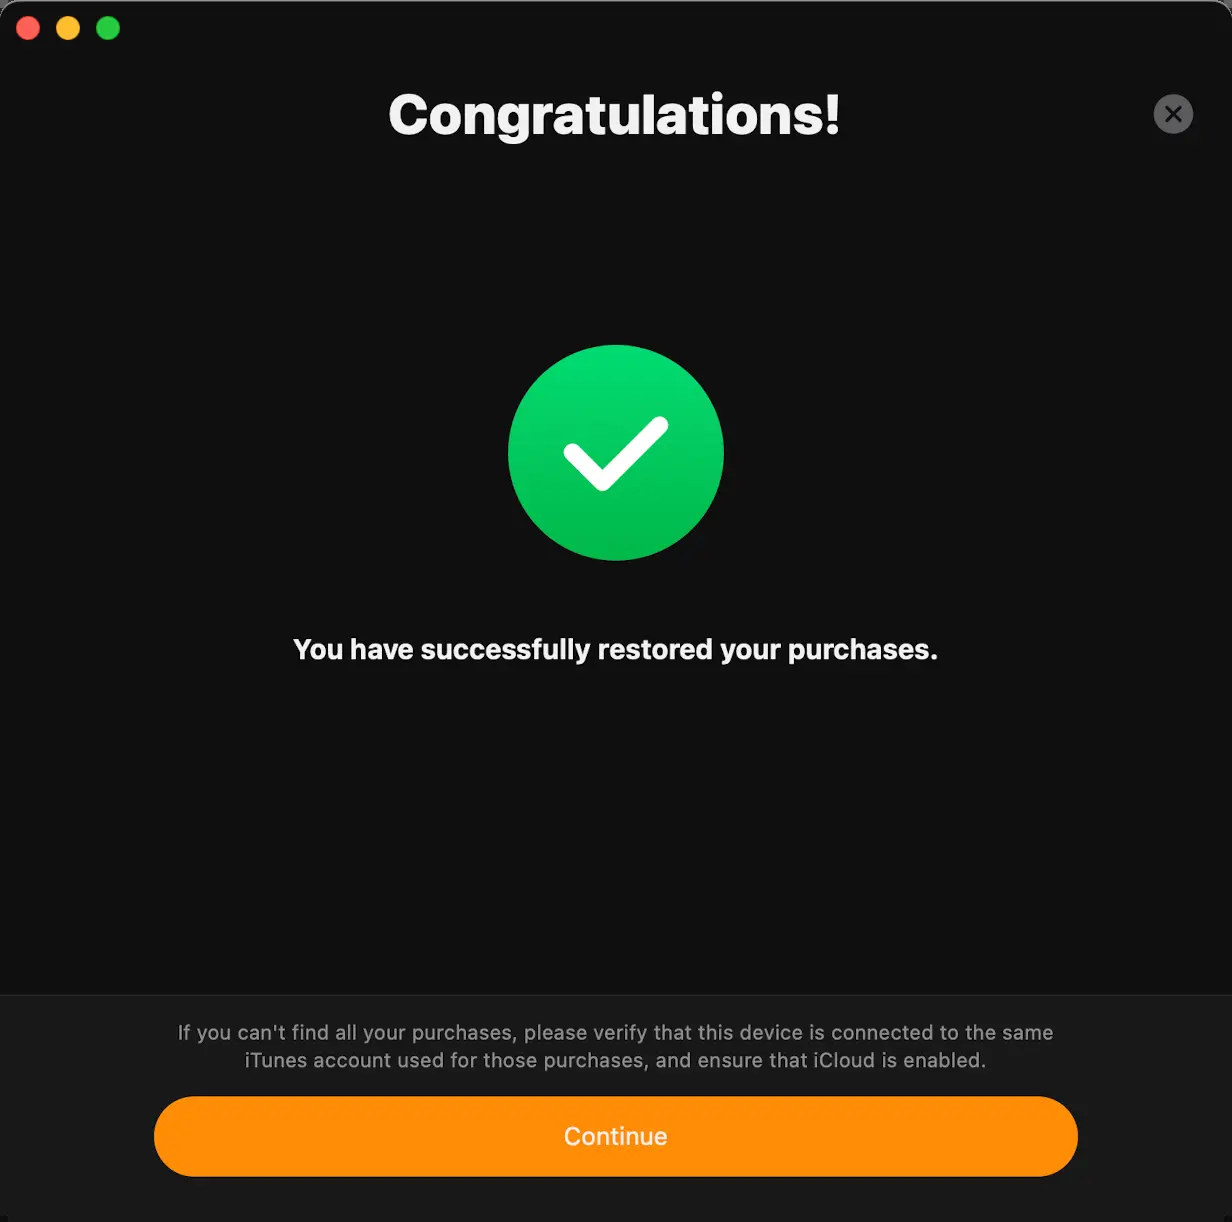 Congratulations!
You have successfully restored your purchases.
If you can't find all your purchases, please verify that this device is connected to the same
iTunes account used for those purchases, and ensure that iCloud is enabled.
Continue